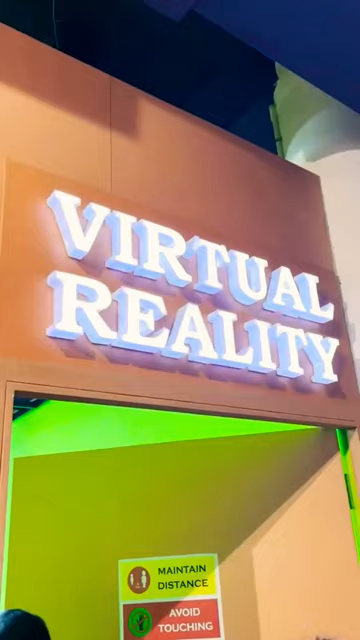 VIRTUAL
REALITY
MAINTAIN
DISTANCE
AVOID
TOUCHING